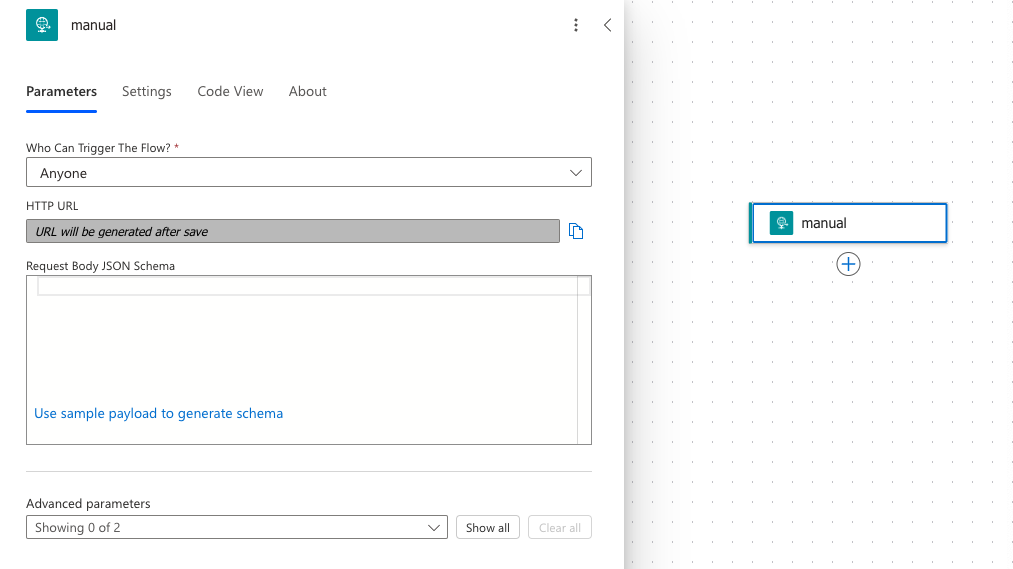 manual
Parameters Settings Code View About
Who Can Trigger The Flow? *
Anyone
HTTP URL
URL will be generated after save
Request Body JSON Schema
Use sample payload to generate schema
Advanced parameters
Showing 0 of 2 Show all Clear all
manual